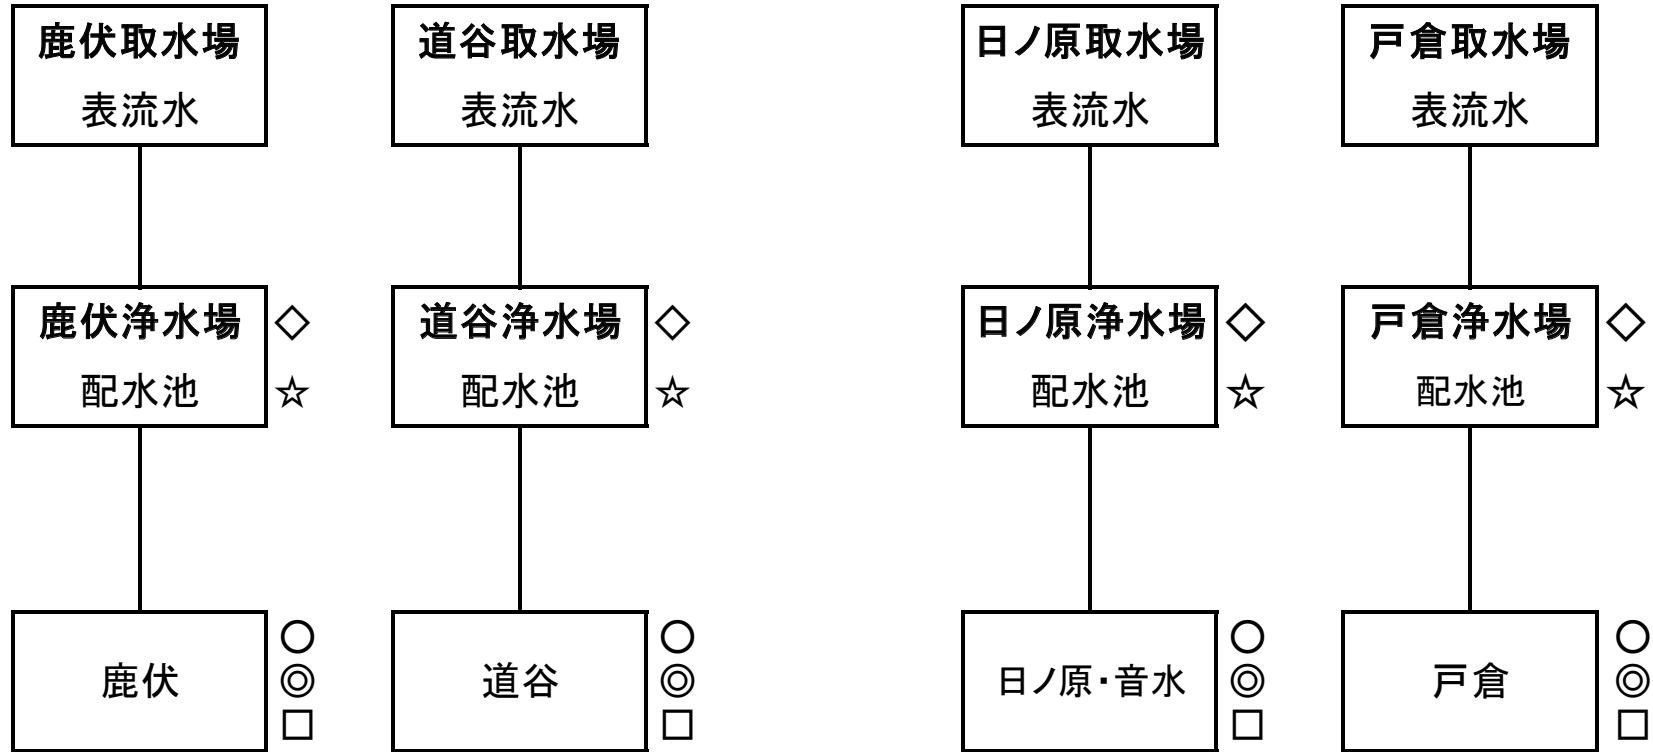 鹿伏取水場
表流水
道谷取水場
表流水
日ノ原取水場
表流水
戸倉取水場
表流水
鹿伏浄水場 ◇
配水池 ☆
道谷浄水場 ◇
配水池 ☆
日ノ原浄水場 ◇
配水池 ☆
戸倉浄水場 ◇
配水池 ☆
鹿伏
○
◎
□
道谷
○
◎
□
日ノ原・音水
○
◎
□
戸倉
○
◎
□